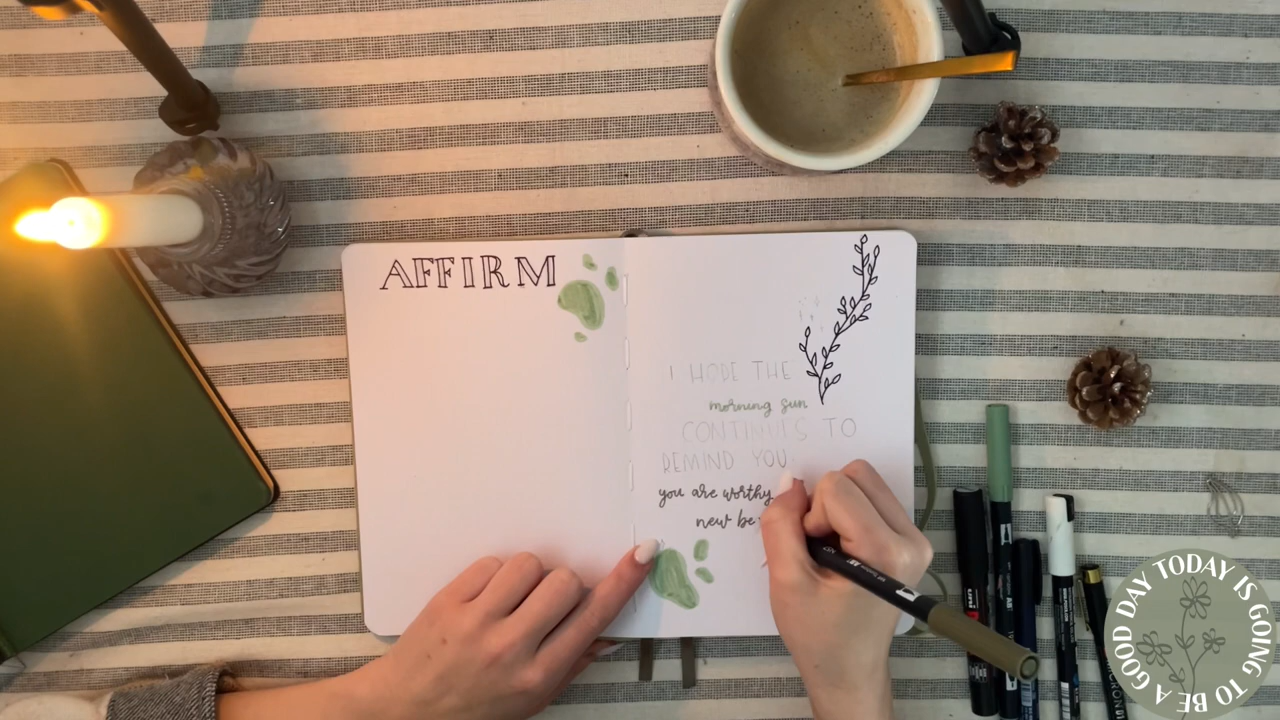 AFFIRM
I HOPE THE
morning sun
CONTINUES TO
REMIND YOU
you are worthy
new be
TODAY IS GOING TO BE A GOOD DAY